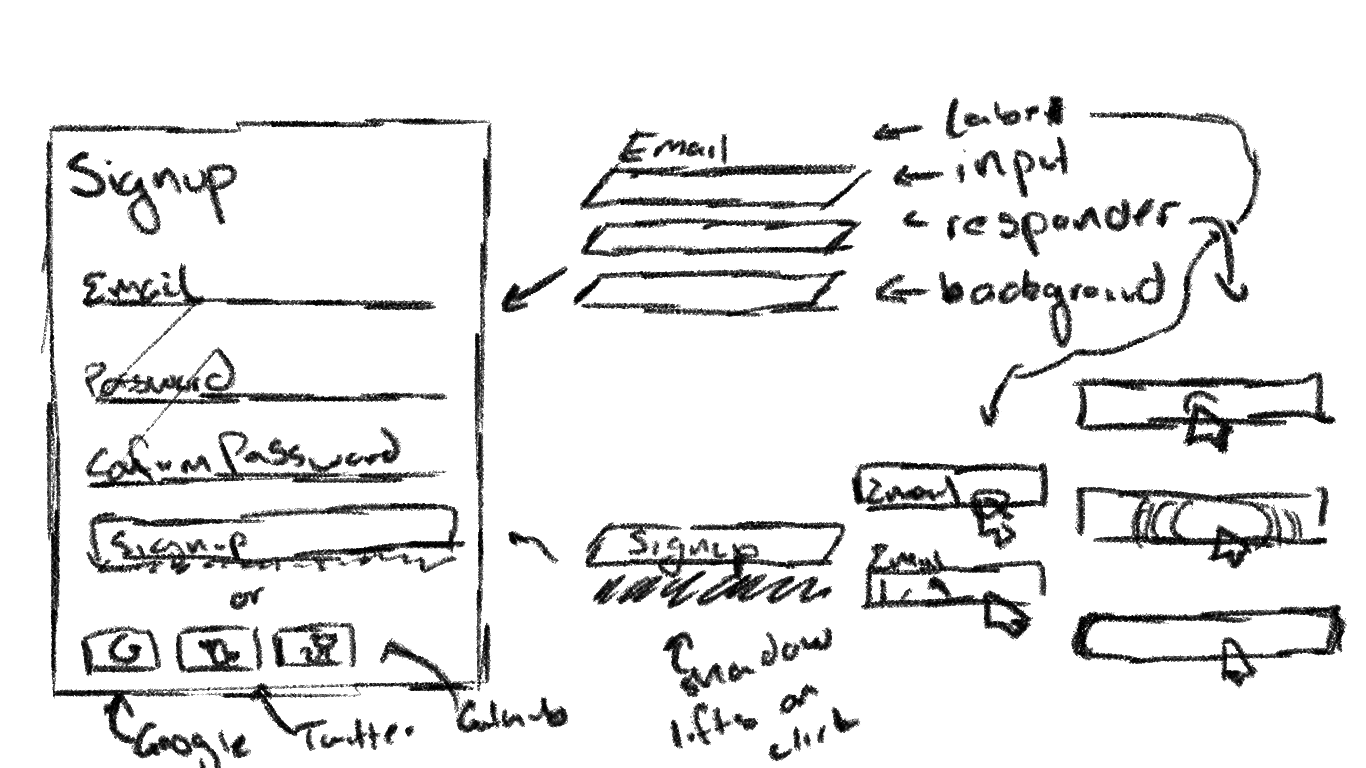 Signup
Email
Password
Confirm Password
Signup
or
G
Google
Twitter
Github
Email
label
input
responder
background
Signup
shadow
lifts on
click
Email
Email